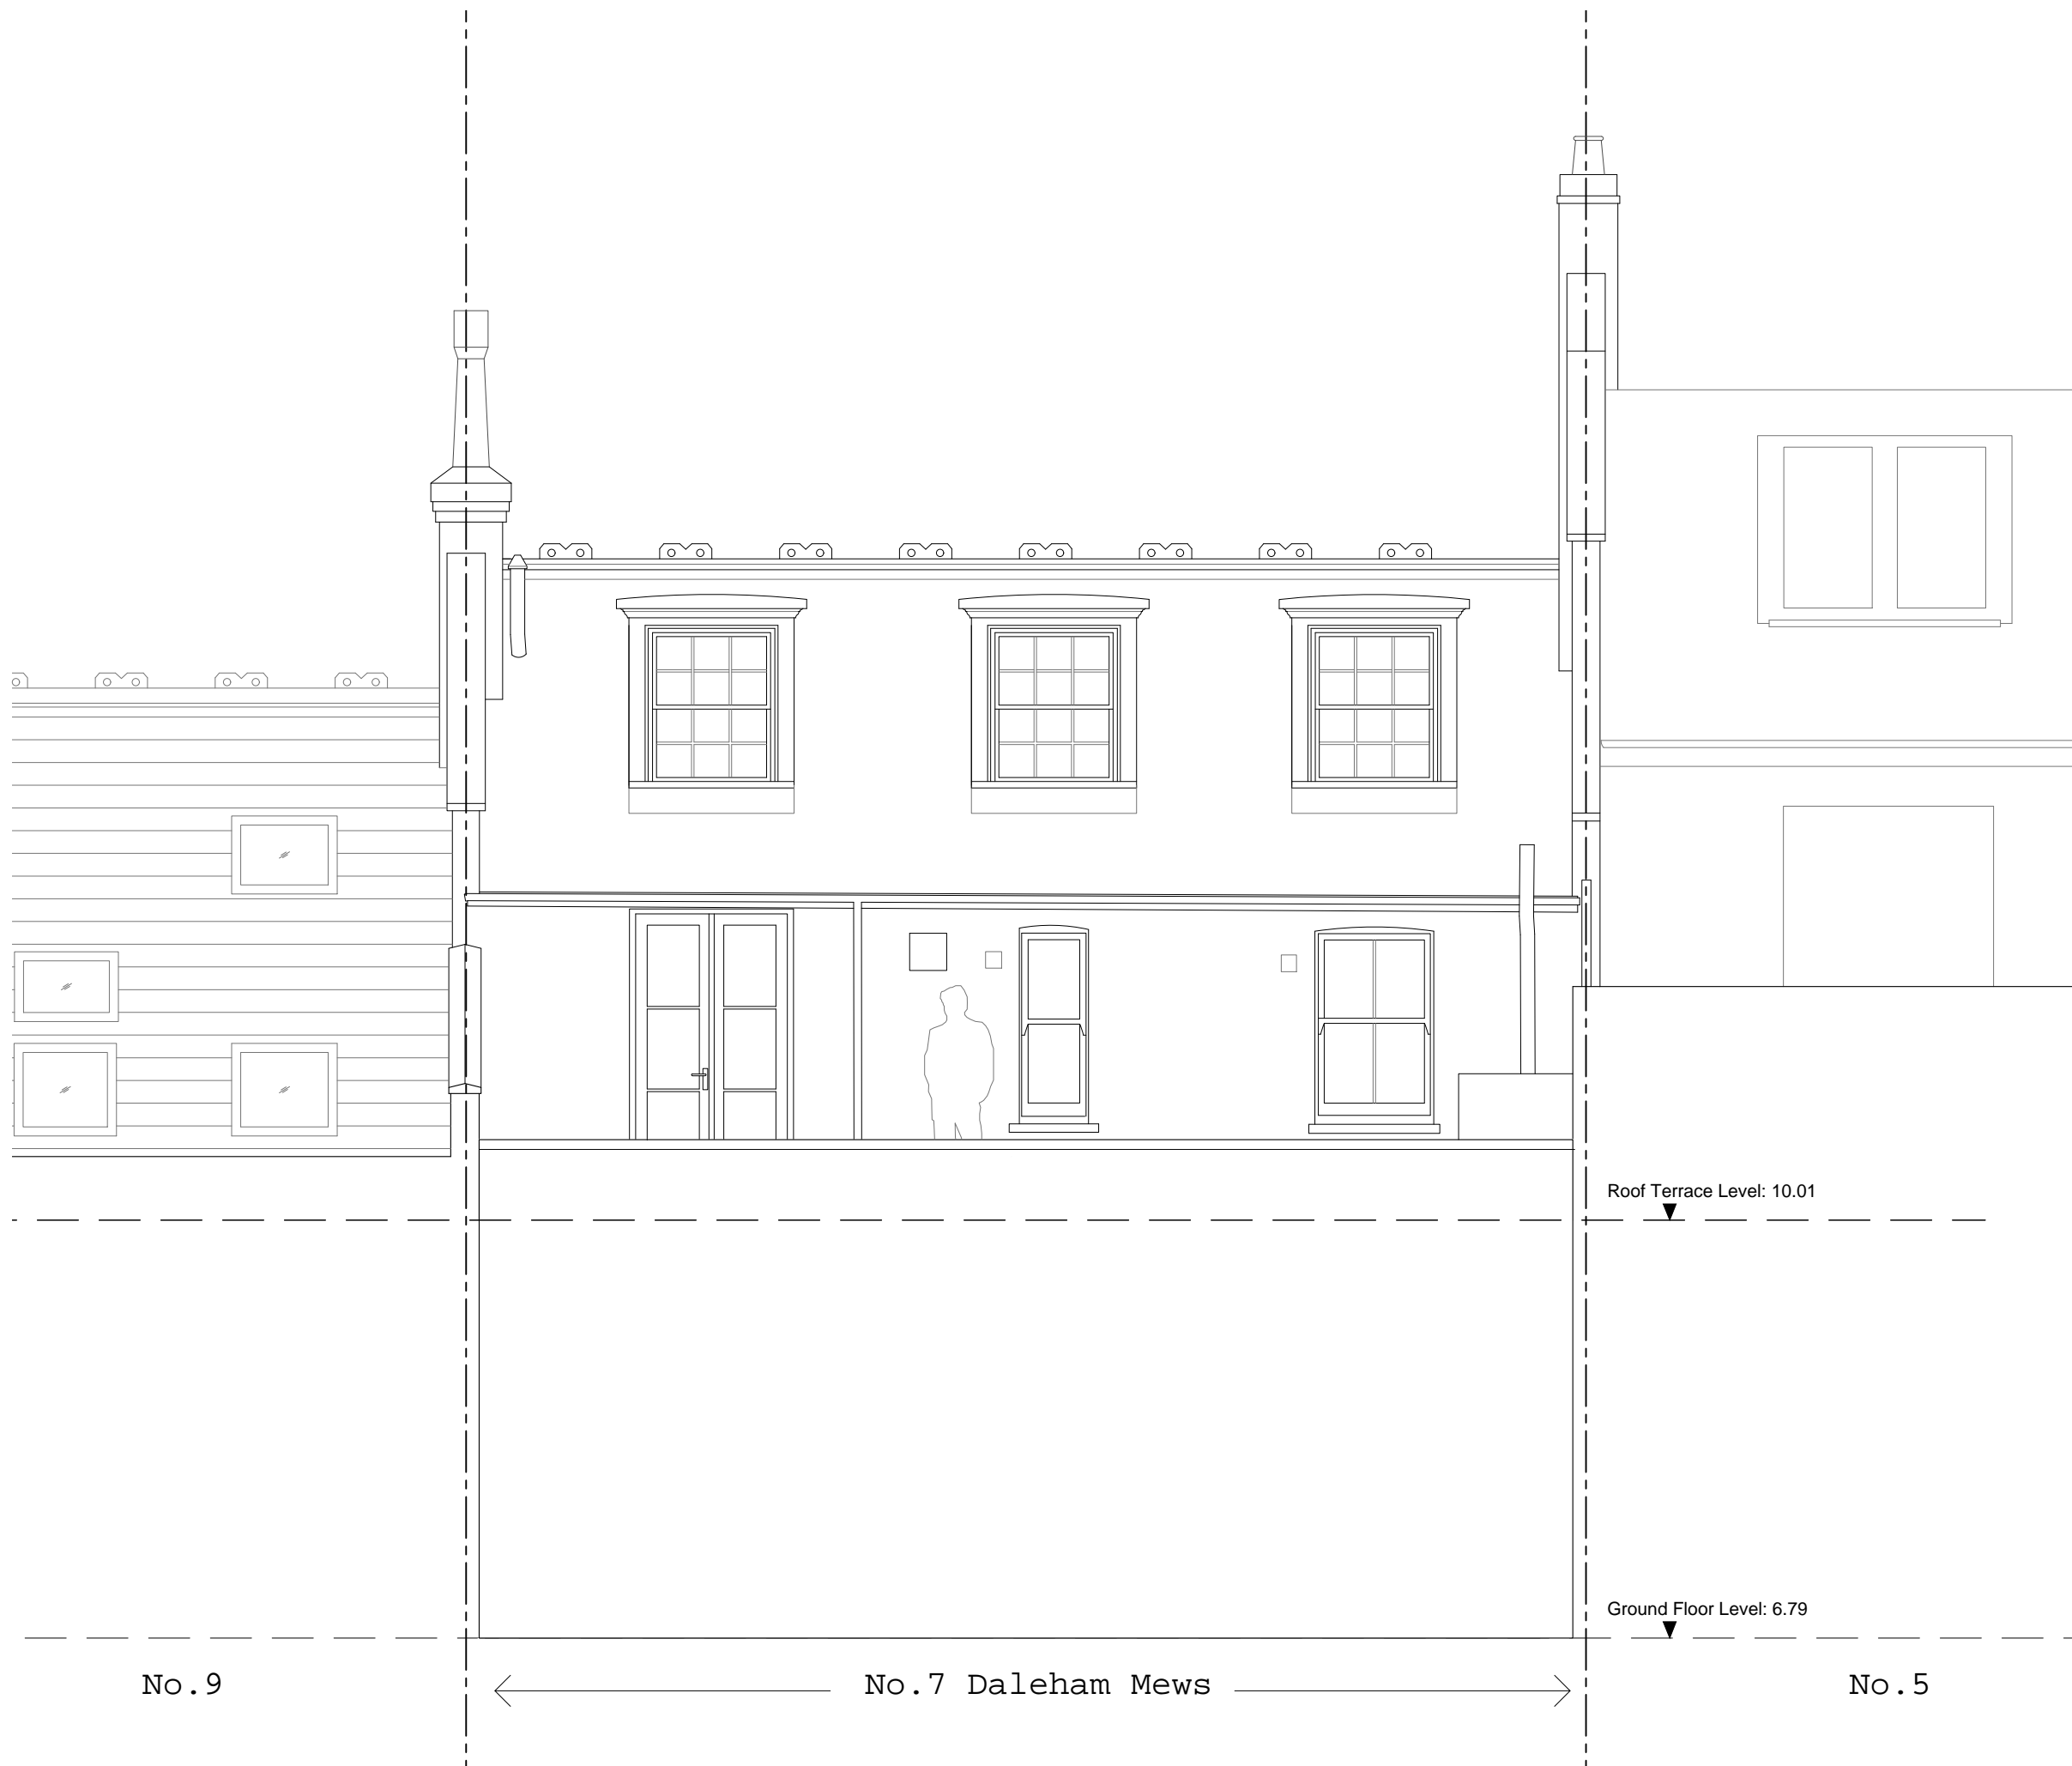 Roof Terrace Level: 10.01
Ground Floor Level: 6.79
No.9
No.7 Daleham Mews
No.5